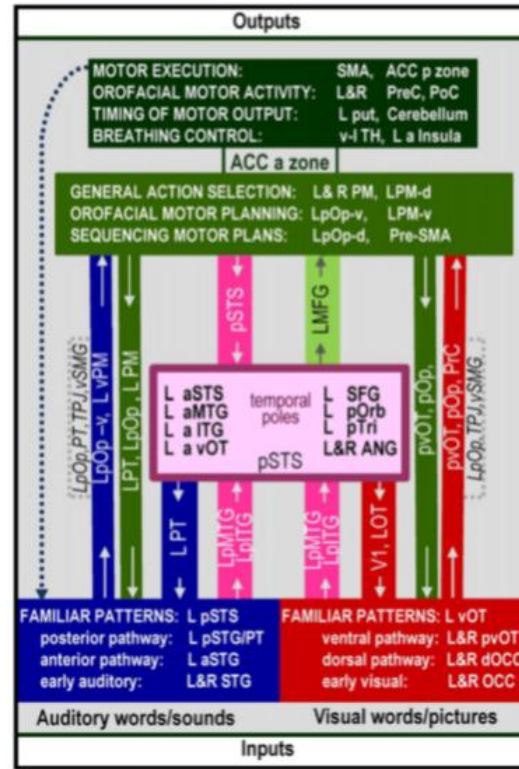 Outputs
MOTOR EXECUTION: SMA, ACC p zone
OROFACIAL MOTOR ACTIVITY: L&R PreC, PoC
TIMING OF MOTOR OUTPUT: L put, Cerebellum
BREATHING CONTROL: v-l TH, L a Insula
ACC a zone
GENERAL ACTION SELECTION: L& R PM, LPM-d
OROFACIAL MOTOR PLANNING: LpOp-v, LPM-v
SEQUENCING MOTOR PLANS: LpOp-d, Pre-SMA
LpOp,PT,TPJ,vSMG
LpOp –v, L vPM
LPT, LpOp , L PM
pSTS
LMFG
pvOT, pOp,
pvOT, pOp, PrC
LpOp,TPJ,vSMG
L aSTS
L aMTG
L a ITG
L a vOT
temporal
poles
pSTS
L SFG
L pOrb
L pTri
L&R ANG
L PT
LpMTG
LpITG
LpMTG
LpITG
V1, LOT
FAMILIAR PATTERNS: L pSTS
posterior pathway: L pSTG/PT
anterior pathway: L aSTG
early auditory: L&R STG
FAMILIAR PATTERNS: L vOT
ventral pathway: L&R pvOT
dorsal pathway: L&R dOCC
early visual: L&R OCC
Auditory words/sounds
Visual words/pictures
Inputs